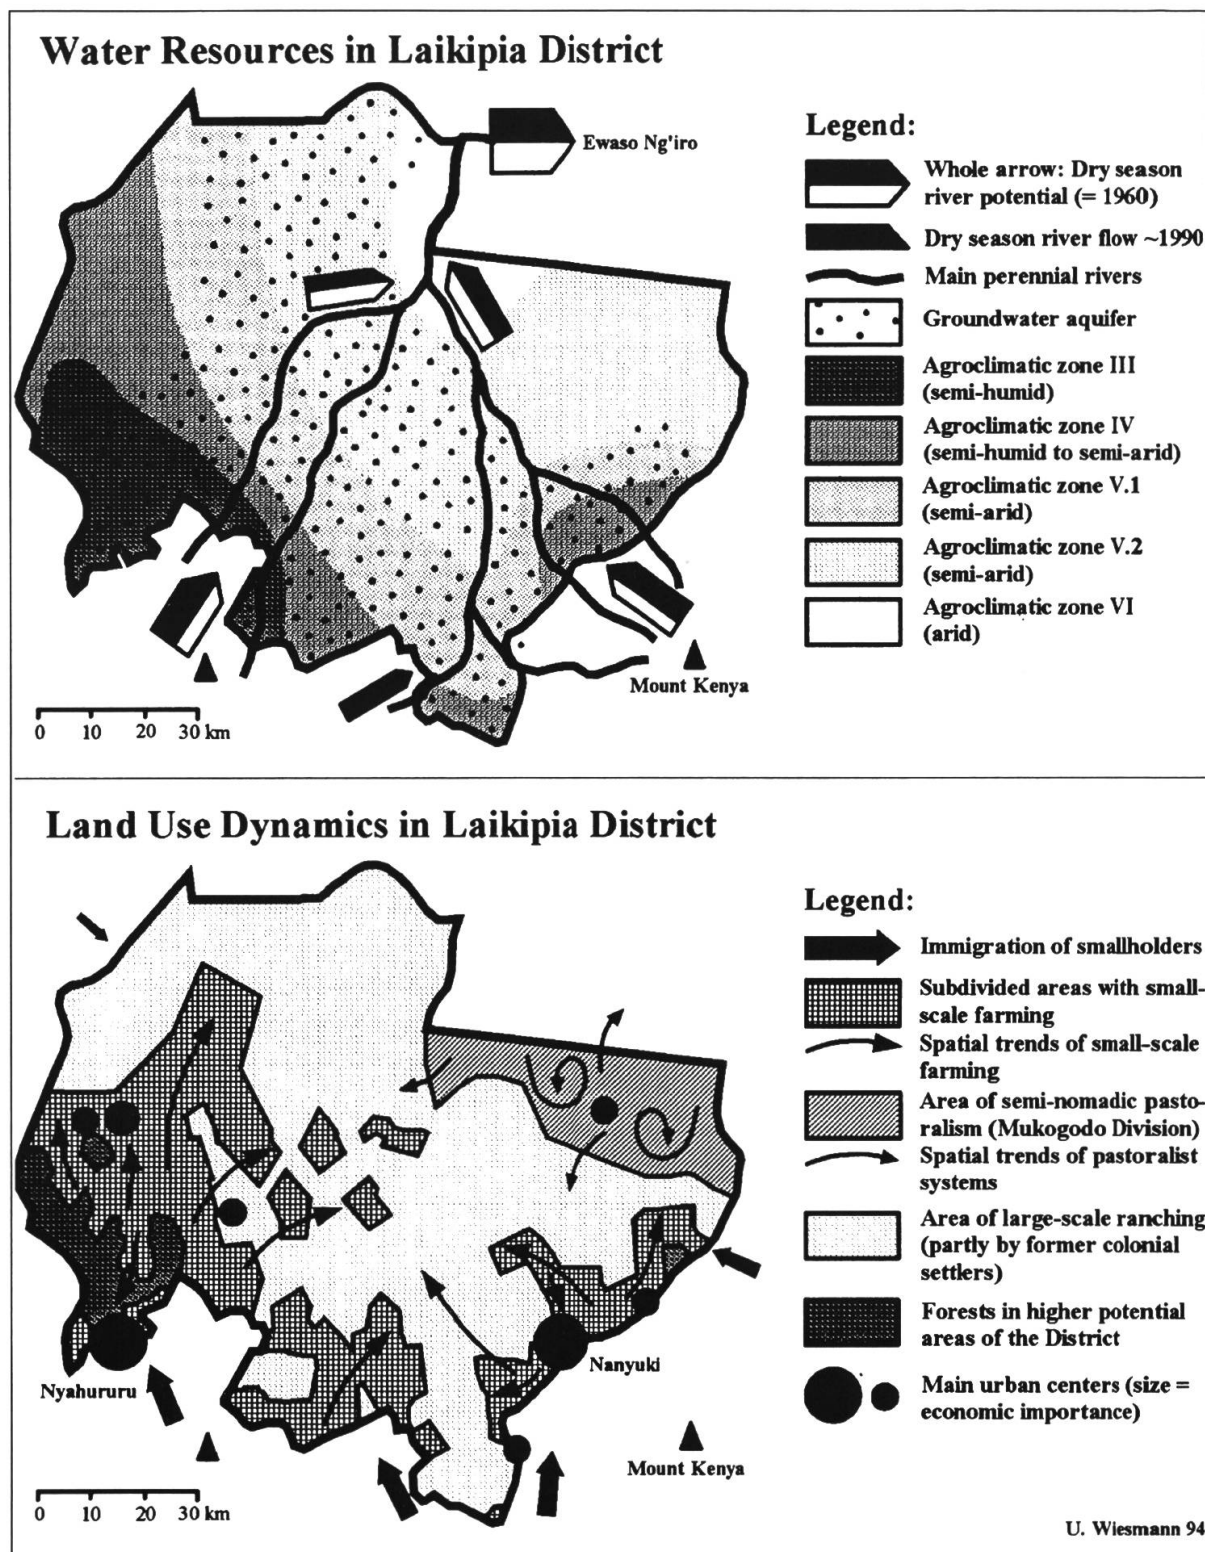 Water Resources in Laikipia District
Ewaso Ng'iro
Mount Kenya
0 10 20 30 km
Legend:
Whole arrow: Dry season
river potential (= 1960)
Dry season river flow ~1990
Main perennial rivers
Groundwater aquifer
Agroclimatic zone III
(semi-humid)
Agroclimatic zone IV
(semi-humid to semi-arid)
Agroclimatic zone V.1
(semi-arid)
Agroclimatic zone V.2
(semi-arid)
Agroclimatic zone VI
(arid)
Land Use Dynamics in Laikipia District
Nyahururu
Nanyuki
Mount Kenya
0 10 20 30 km
Legend:
Immigration of smallholders
Subdivided areas with small-
scale farming
Spatial trends of small-scale
farming
Area of semi-nomadic pasto-
ralism (Mukogodo Division)
Spatial trends of pastoralist
systems
Area of large-scale ranching
(partly by former colonial
settlers)
Forests in higher potential
areas of the District
Main urban centers (size =
economic importance)
U. Wiesmann 94